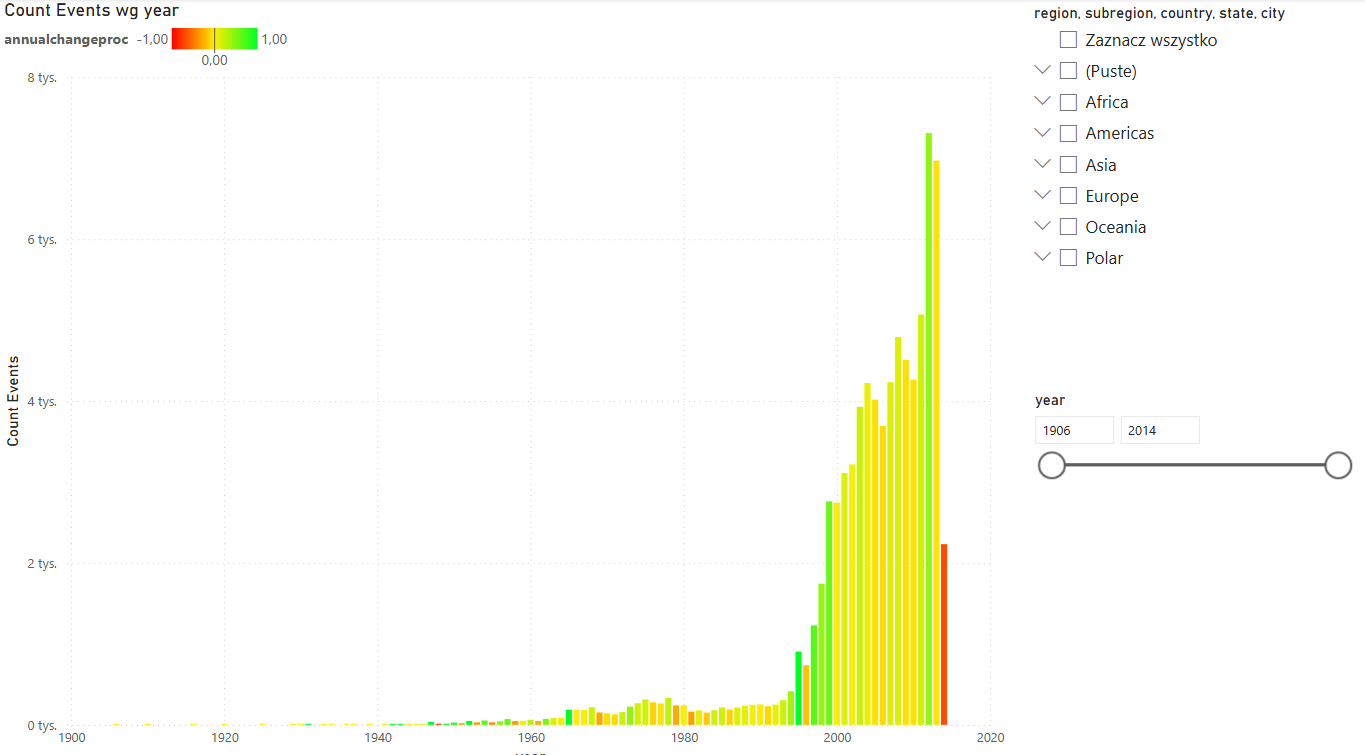 Count Events wg year
annualchangeproc -1,00 1,00
0,00
8 tys.
6 tys.
4 tys.
2 tys.
0 tys.
Count Events
1900 1920 1940 1960 1980 2000 2020
region, subregion, country, state, city
Zaznacz wszystko
(Puste)
Africa
Americas
Asia
Europe
Oceania
Polar
year
1906 2014